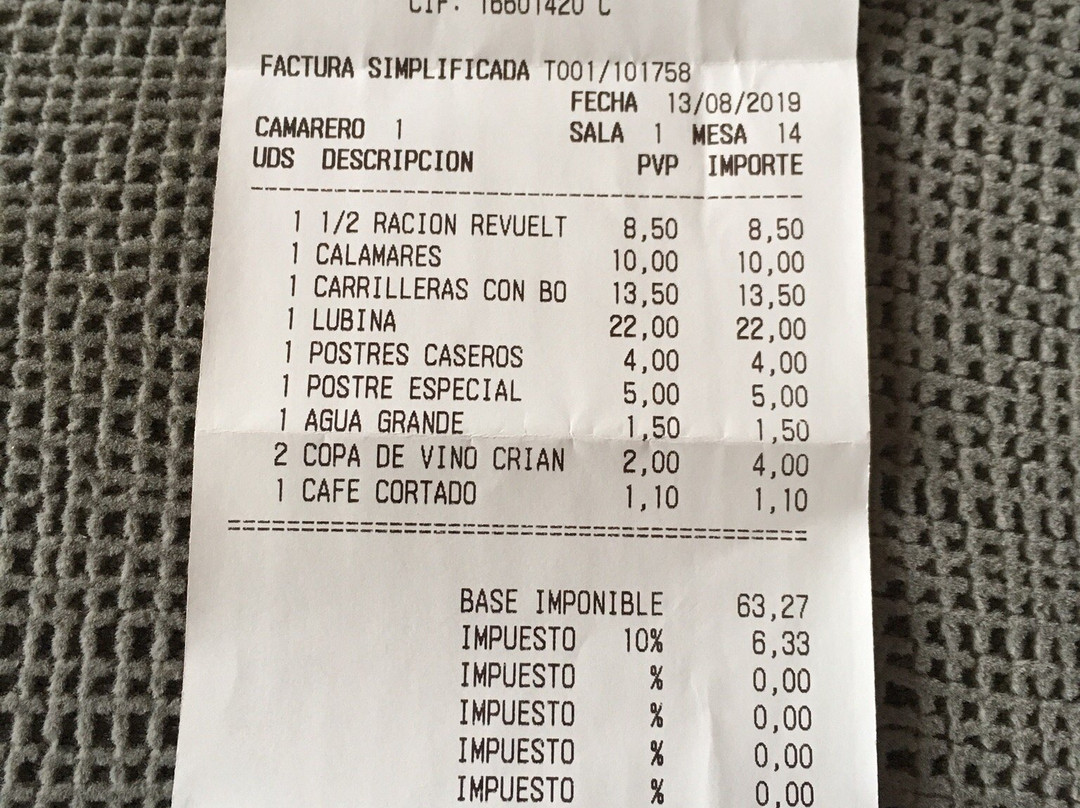 FACTURA SIMPLIFICADA T001/101758
FECHA 13/08/2019
CAMARERO 1 SALA 1 MESA 14
UDS DESCRIPCION PVP IMPORTE
1 1/2 RACION REVUELT 8,50 8,50
1 CALAMARES 10,00 10,00
1 CARRILLERAS CON BO 13,50 13,50
1 LUBINA 22,00 22,00
1 POSTRES CASEROS 4,00 4,00
1 POSTRE ESPECIAL 5,00 5,00
1 AGUA GRANDE 1,50 1,50
2 COPA DE VINO CRIAN 2,00 4,00
1 CAFE CORTADO 1,10 1,10
BASE IMPONIBLE 63,27
IMPUESTO 10% 6,33
IMPUESTO % 0,00
IMPUESTO % 0,00
IMPUESTO % 0,00
IMPUESTO % 0,00